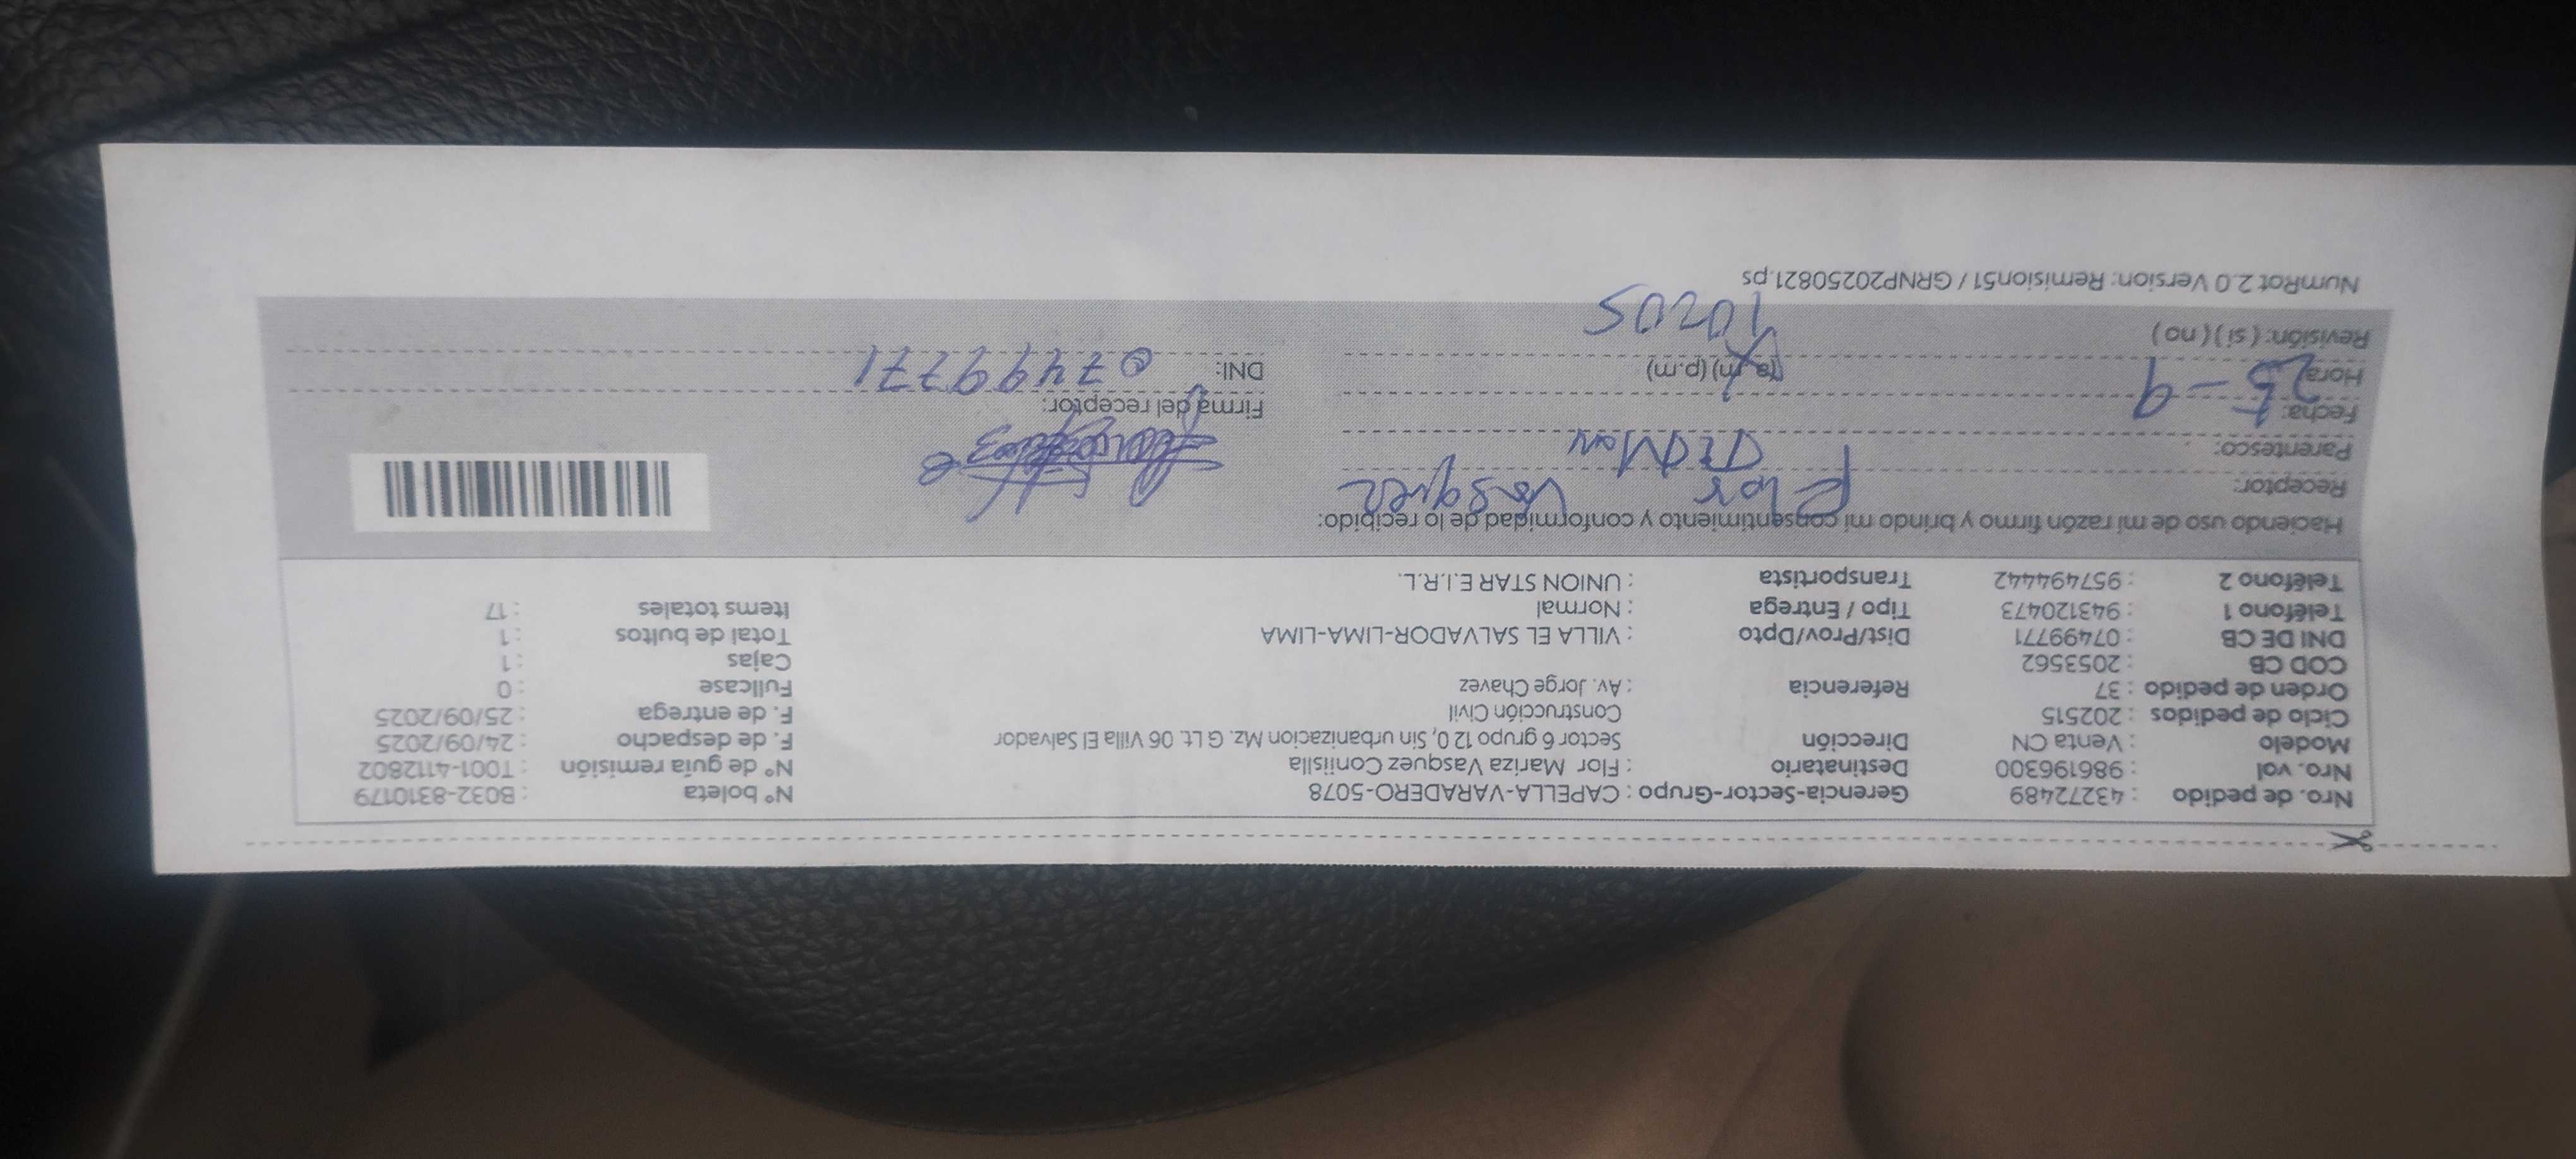 Nro. de pedido : 43272489 Gerencia-Sector-Grupo : CAPELLA-VARADERO-5078 N° boleta : B032-8310179
Nro. vol : 986196300 Destinatario : Flor Mariza Vasquez Contislla N° de guía remisión : T001-4112802
Modelo : Venta CN Dirección Sector 6 grupo 12 0, Sin urbanizacion Mz. G Lt. 06 Villa El Salvador F. de despacho : 24/09/2025
Ciclo de pedidos : 202515 Construcción Civil F. de entrega : 25/09/2025
Orden de pedido : 37 Referencia : Av. Jorge Chavez Fullcase : 0
COD CB : 2053562 Cajas : 1
DNI DE CB : 07499771 Dist/Prov/Dpto : VILLA EL SALVADOR-LIMA-LIMA Total de bultos : 1
Teléfono 1 : 943120473 Tipo / Entrega : Normal Items totales : 17
Teléfono 2 : 957494442 Transportista : UNION STAR E.I.R.L.
Haciendo uso de mi razón firmo y brindo mi consentimiento y conformidad de lo recibido:
Receptor: Flor Vasquez
Parentesco:
Fecha: 25-9 Firma del receptor:
Hora: (a.m) (p.m) DNI: 07499771
Revisión: ( si ) ( no )
NumRot 2.0 Version: Remision51 / GRNP20250821.ps